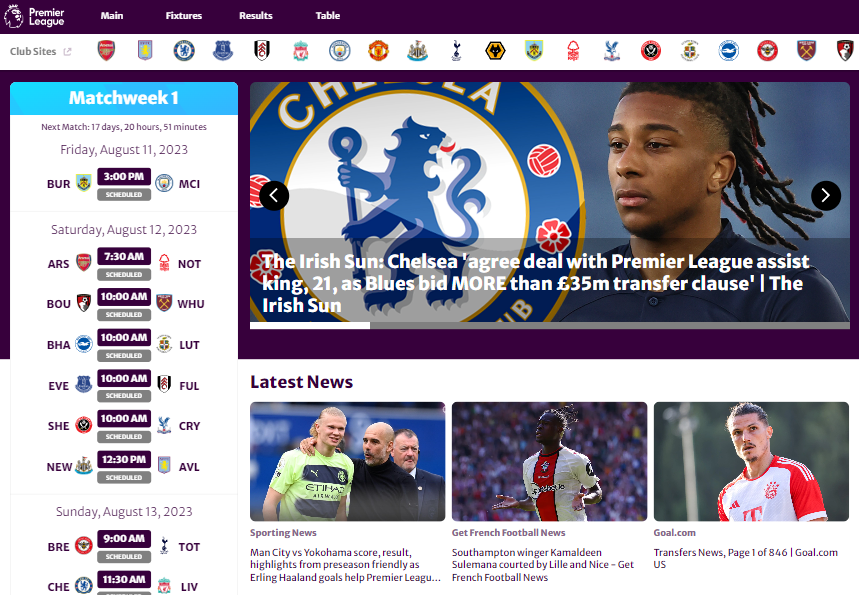 Premier
League
Main
Fixtures
Results
Table
Club Sites
Matchweek 1
Next Match: 17 days, 20 hours, 51 minutes
Friday, August 11, 2023
BUR 3:00 PM MCI
SCHEDULED
Saturday, August 12, 2023
ARS 7:30 AM NOT
SCHEDULED
BOU 10:00 AM WHU
SCHEDULED
BHA 10:00 AM LUT
SCHEDULED
EVE 10:00 AM FUL
SCHEDULED
SHE 10:00 AM CRY
SCHEDULED
NEW 12:30 PM AVL
SCHEDULED
Sunday, August 13, 2023
BRE 9:00 AM TOT
SCHEDULED
CHE 11:30 AM LIV
CHELSEA
The Irish Sun: Chelsea 'agree deal with Premier League assist
king, 21, as Blues bid MORE than £35m transfer clause' | The
Irish Sun
Latest News
ETIHAD
AIRWAYS
Sporting News
Man City vs Yokohama score, result,
highlights from preseason friendly as
Erling Haaland goals help Premier Leagu...
Get French Football News
Southampton winger Kamaldeen
Sulemana courted by Lille and Nice - Get
French Football News
Goal.com
Transfers News, Page 1 of 846 | Goal.com
US